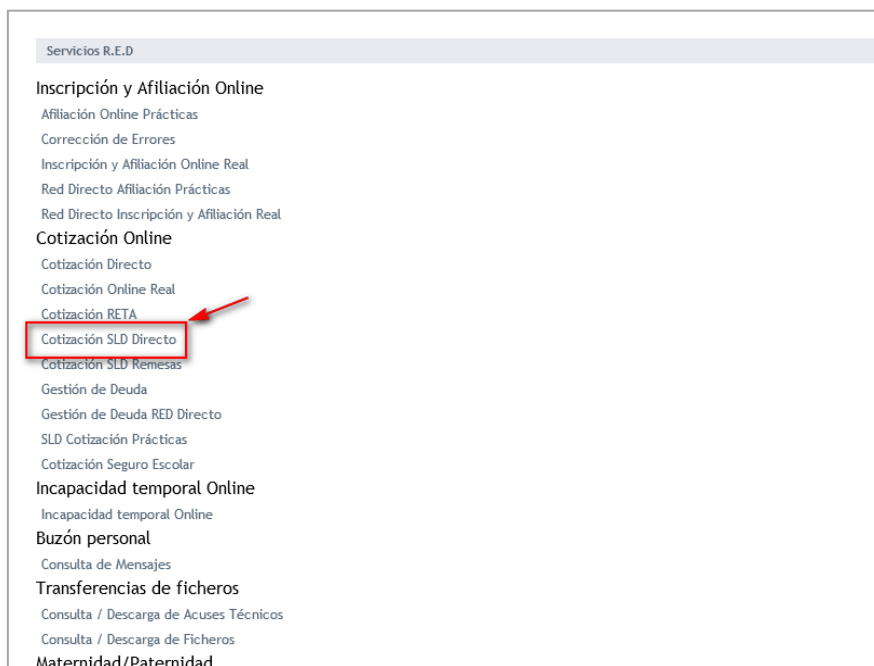 Servicios R.E.D
Inscripción y Afiliación Online
Afiliación Online Prácticas
Corrección de Errores
Inscripción y Afiliación Online Real
Red Directo Afiliación Prácticas
Red Directo Inscripción y Afiliación Real
Cotización Online
Cotización Directo
Cotización Online Real
Cotización RETA
Cotización SLD Directo
Cotización SLD Remesas
Gestión de Deuda
Gestión de Deuda RED Directo
SLD Cotización Prácticas
Cotización Seguro Escolar
Incapacidad temporal Online
Incapacidad temporal Online
Buzón personal
Consulta de Mensajes
Transferencias de ficheros
Consulta / Descarga de Acuses Técnicos
Consulta / Descarga de Ficheros
Maternidad/Paternidad